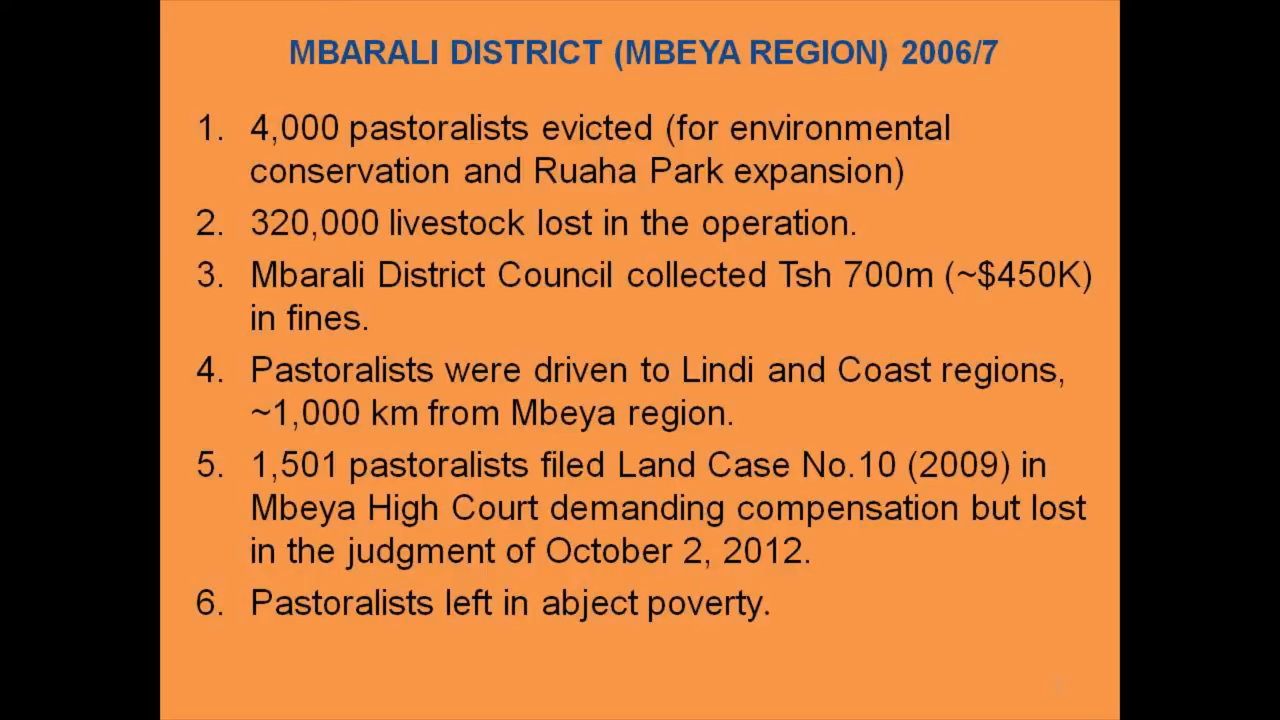 MBARALI DISTRICT (MBEYA REGION) 2006/7
1. 4,000 pastoralists evicted (for environmental
conservation and Ruaha Park expansion)
2. 320,000 livestock lost in the operation.
3. Mbarali District Council collected Tsh 700m (~$450K)
in fines.
4. Pastoralists were driven to Lindi and Coast regions,
~1,000 km from Mbeya region.
5. 1,501 pastoralists filed Land Case No.10 (2009) in
Mbeya High Court demanding compensation but lost
in the judgment of October 2, 2012.
6. Pastoralists left in abject poverty.